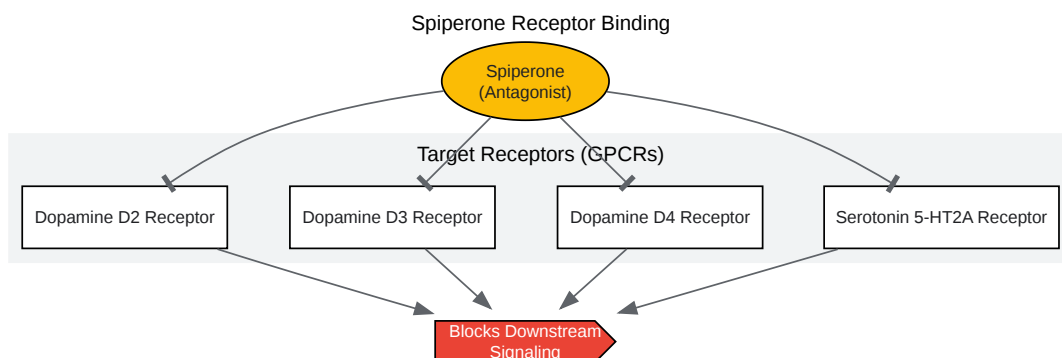 Spiperone Receptor Binding
Spiperone
(Antagonist)
Target Receptors (GPCRs)
Dopamine D2 Receptor
Dopamine D3 Receptor
Dopamine D4 Receptor
Serotonin 5-HT2A Receptor
Blocks Downstream
Signaling